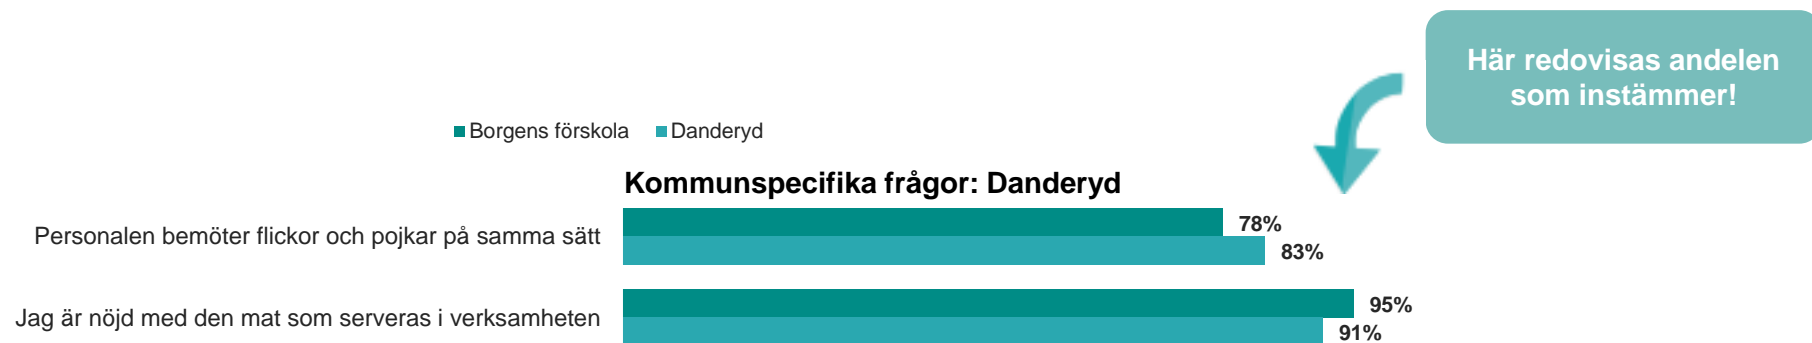 Här redovisas andelen
som instämmer!
Borgens förskola Danderyd
Kommunspecifika frågor: Danderyd
Personalen bemöter flickor och pojkar på samma sätt
78%
83%
Jag är nöjd med den mat som serveras i verksamheten
95%
91%